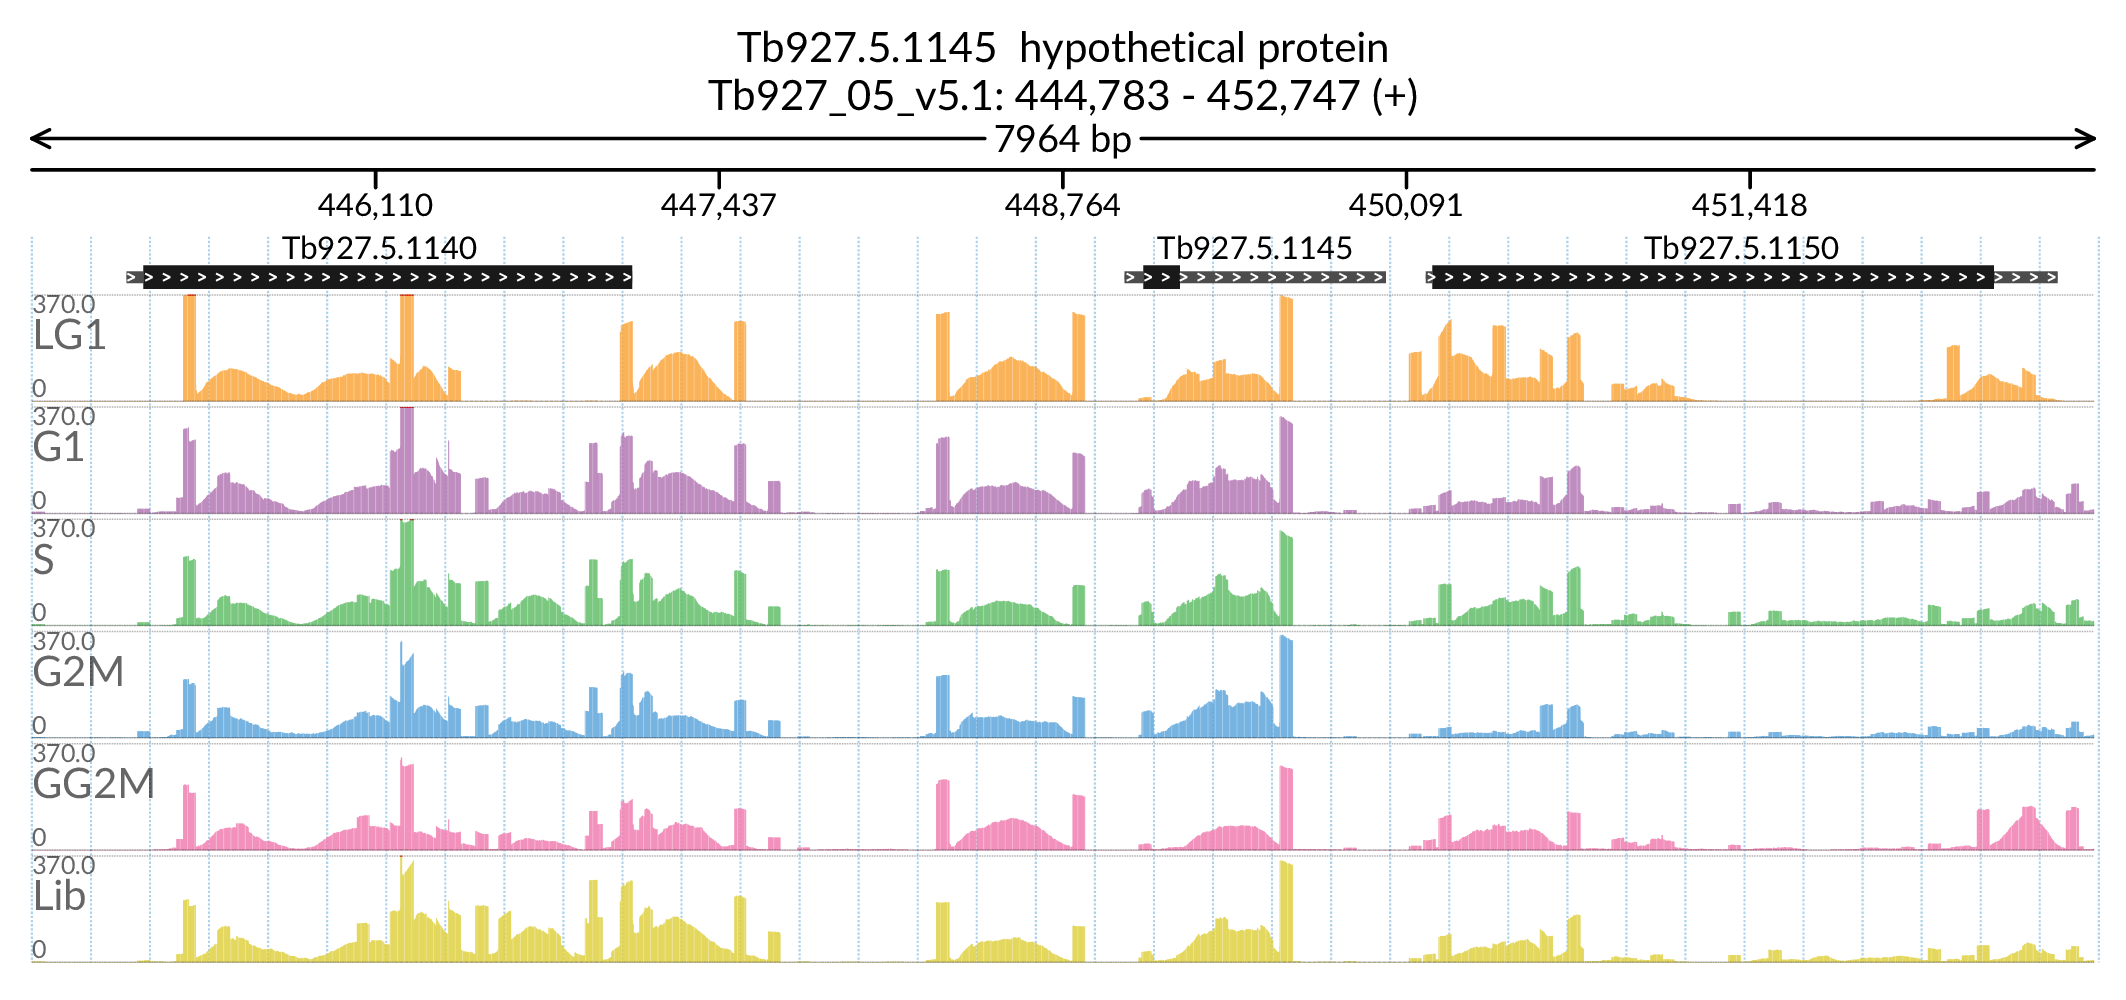 Tb927.5.1145  hypothetical protein
Tb927_05_v5.1: 444,783 - 452,747 (+)
7964 bp
446,110 447,437 448,764 450,091 451,418
Tb927.5.1140 Tb927.5.1145 Tb927.5.1150
370.0
LG1
0
370.0
G1
0
370.0
S
0
370.0
G2M
0
370.0
GG2M
0
370.0
Lib
0